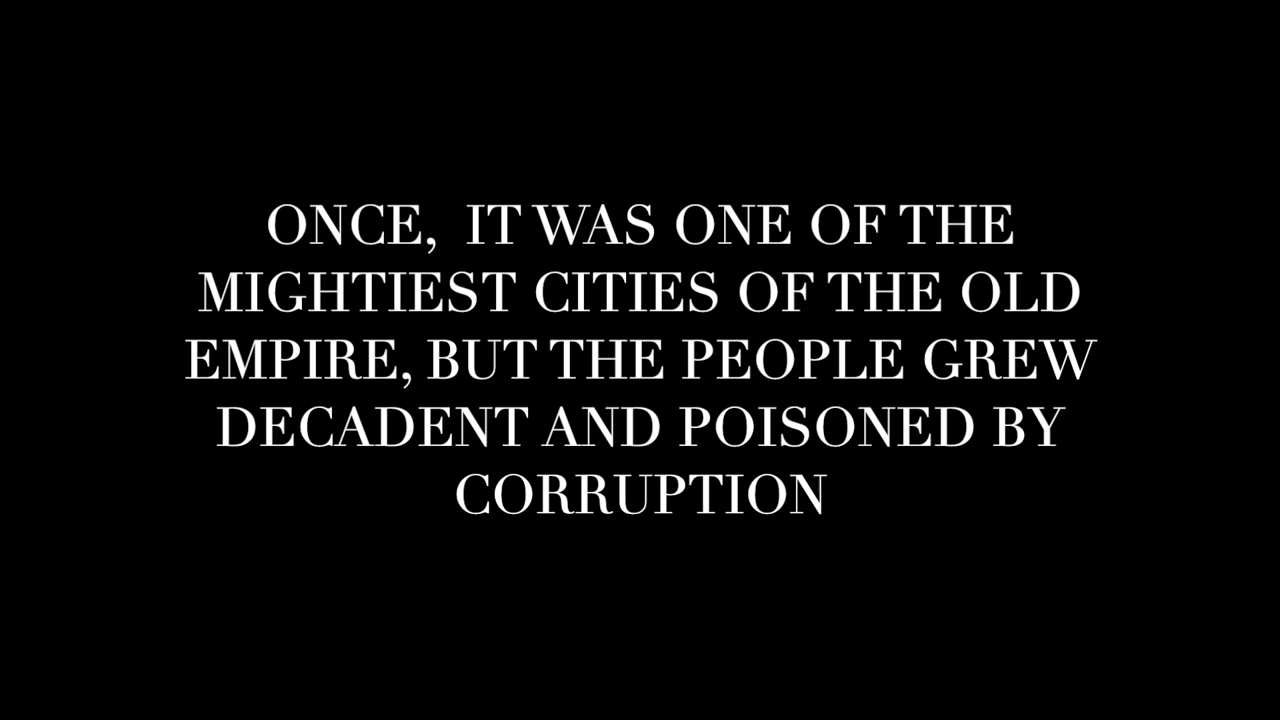 ONCE,  IT WAS ONE OF THE
MIGHTIEST CITIES OF THE OLD
EMPIRE, BUT THE PEOPLE GREW
DECADENT AND POISONED BY
CORRUPTION